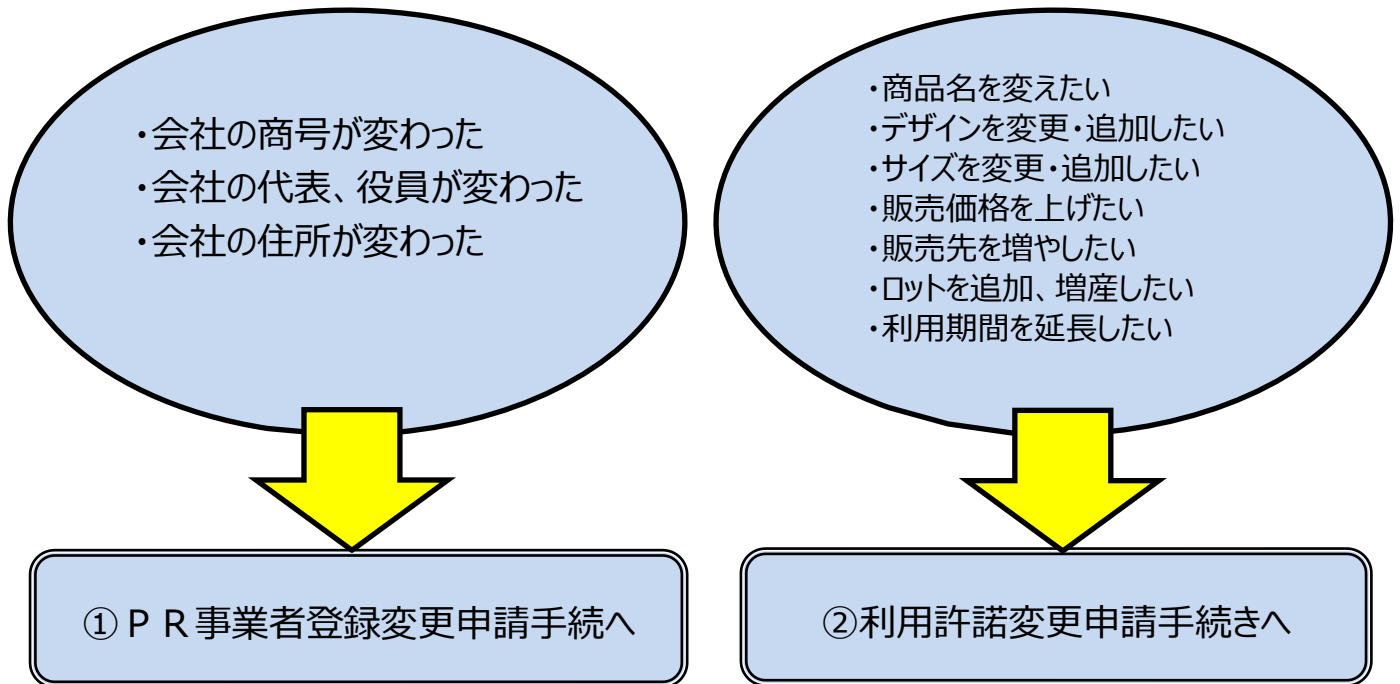 ・会社の商号が変わった
・会社の代表、役員が変わった
・会社の住所が変わった
・商品名を変えたい
・デザインを変更・追加したい
・サイズを変更・追加したい
・販売価格を上げたい
・販売先を増やしたい
・ロットを追加、増産したい
・利用期間を延長したい
①ＰＲ事業者登録変更申請手続へ
②利用許諾変更申請手続きへ